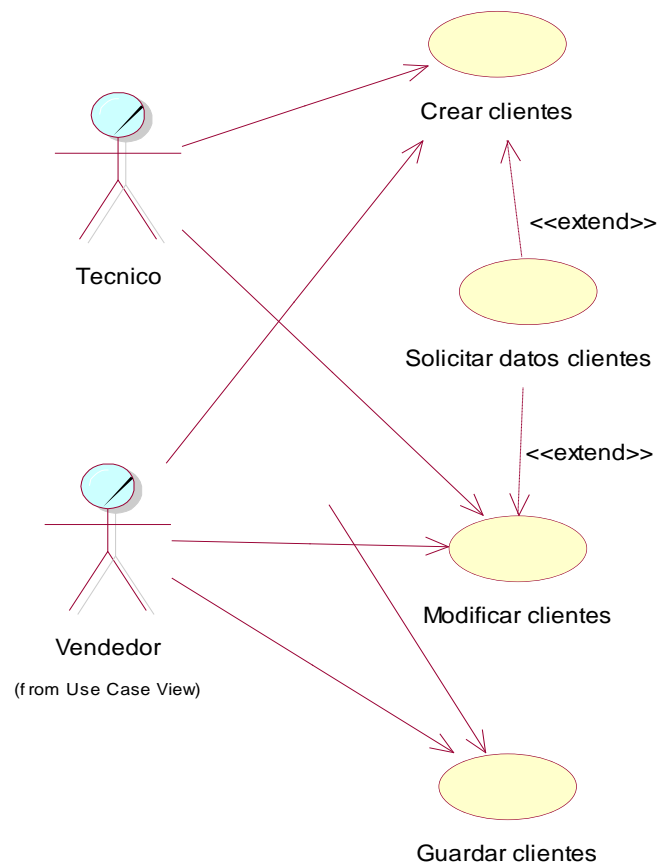 Crear clientes
<<extend>>
Tecnico
Solicitar datos clientes
<<extend>>
Modificar clientes
Vendedor
(from Use Case View)
Guardar clientes